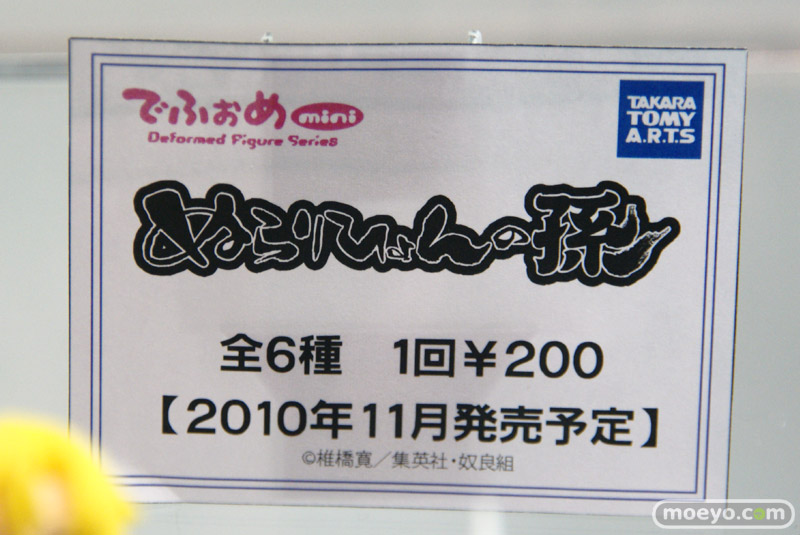 でふぉめmini
Deformed Figure Series
TAKARA
TOMY
A.R.T.S
ぬらりひょんの孫
全6種 1回¥200
【2010年11月発売予定】
©椎橋寛／集英社・奴良組
moeyo.com